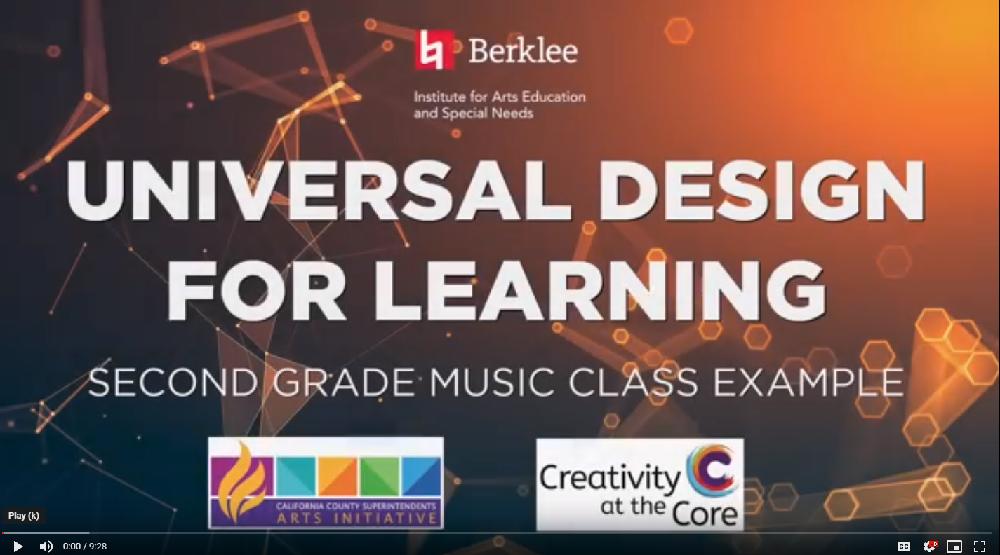 Berklee
Institute for Arts Education
and Special Needs
UNIVERSAL DESIGN
FOR LEARNING
SECOND GRADE MUSIC CLASS EXAMPLE
CALIFORNIA COUNTY SUPERINTENDENTS
ARTS INITIATIVE
Creativity
at the
Core
Play (k)
0:00 / 9:28
CC
HD